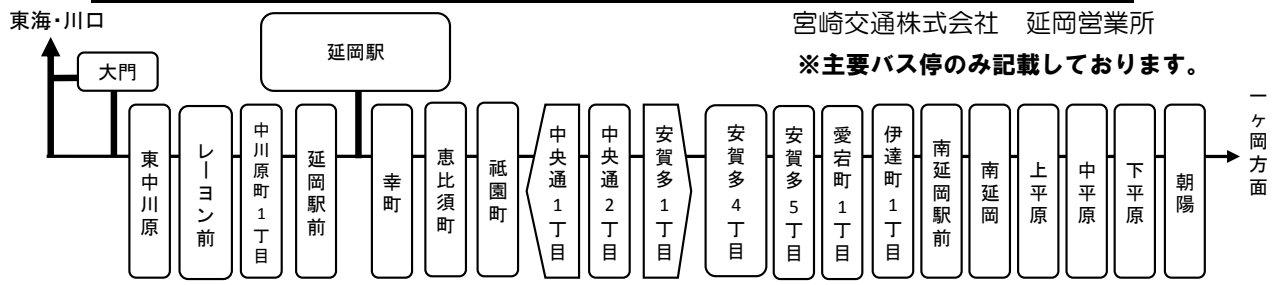 東海・川口
宮崎交通株式会社　延岡営業所
※主要バス停のみ記載しております。
延岡駅
大門
東中川原
レーヨン前
中川原町1丁目
延岡駅前
幸町
恵比須町
祗園町
中央通1丁目
中央通2丁目
安賀多1丁目
安賀多4丁目
安賀多5丁目
愛宕町1丁目
伊達町1丁目
南延岡駅前
南延岡
上平原
中平原
下平原
朝陽
一ヶ岡方面